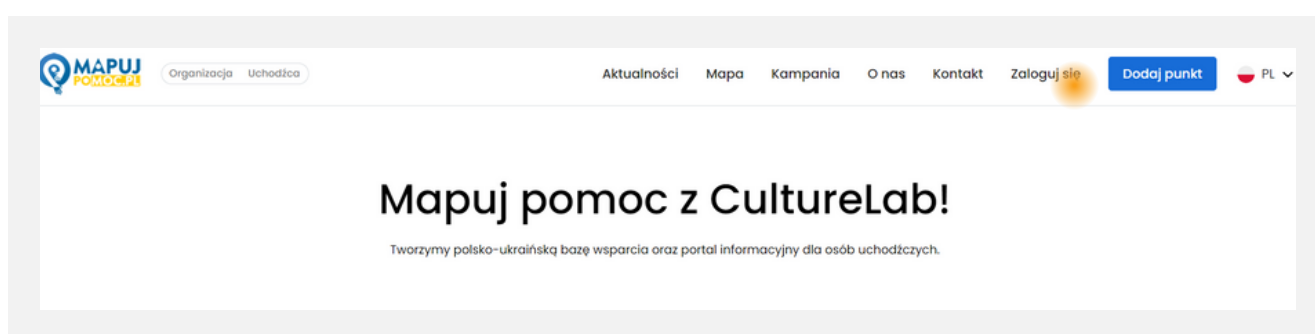 MAPUJ
POMOC.PL
Organizacja Uchodźca
Aktualności Mapa Kampania O nas Kontakt Zaloguj się Dodaj punkt PL
Mapuj pomoc z CultureLab!
Tworzymy polsko-ukraińską bazę wsparcia oraz portal informacyjny dla osób uchodźczych.